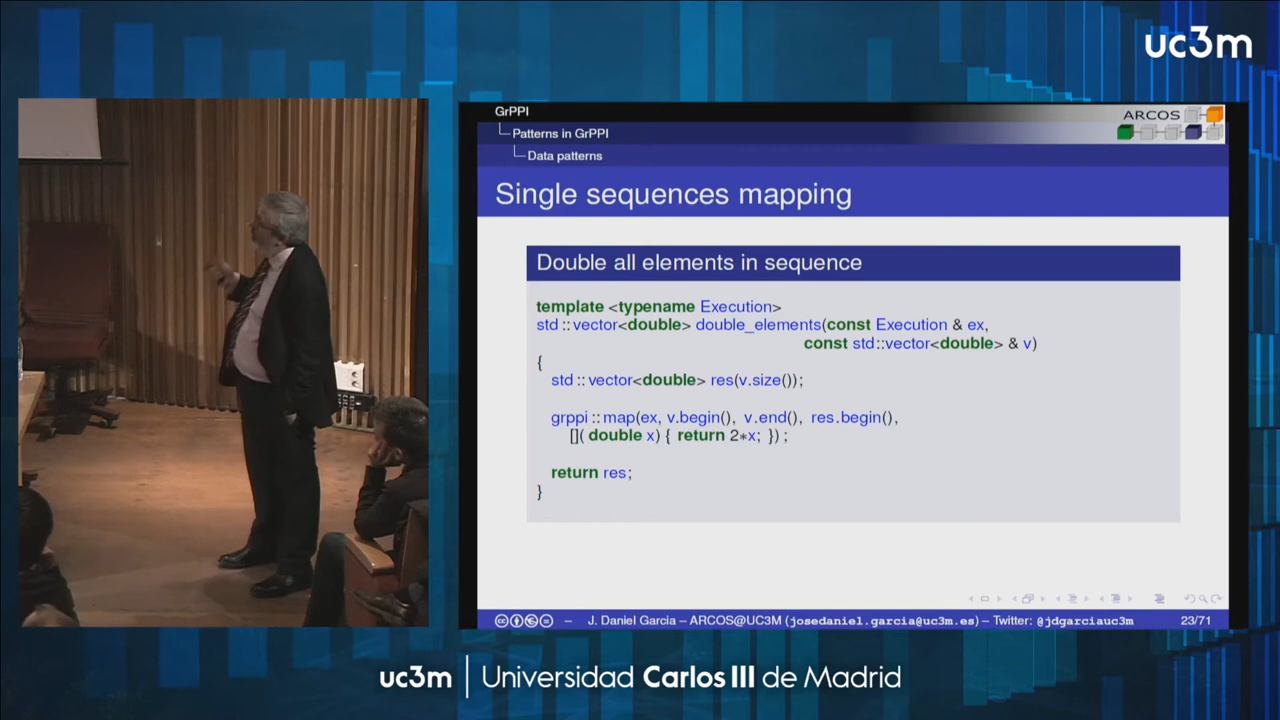 uc3m
GrPPI
Patterns in GrPPI
Data patterns
ARCOS
Single sequences mapping
Double all elements in sequence
template <typename Execution>
std::vector<double> double_elements(const Execution & ex,
const std::vector<double> & v)
{
std::vector<double> res(v.size());
grppi::map(ex, v.begin(), v.end(), res.begin(),
[](double x) { return 2*x; });
return res;
}
J. Daniel Garcia – ARCOS@UC3M (josedaniel.garcia@uc3m.es) – Twitter: @jdgarciauc3m 23/71
uc3m | Universidad Carlos III de Madrid